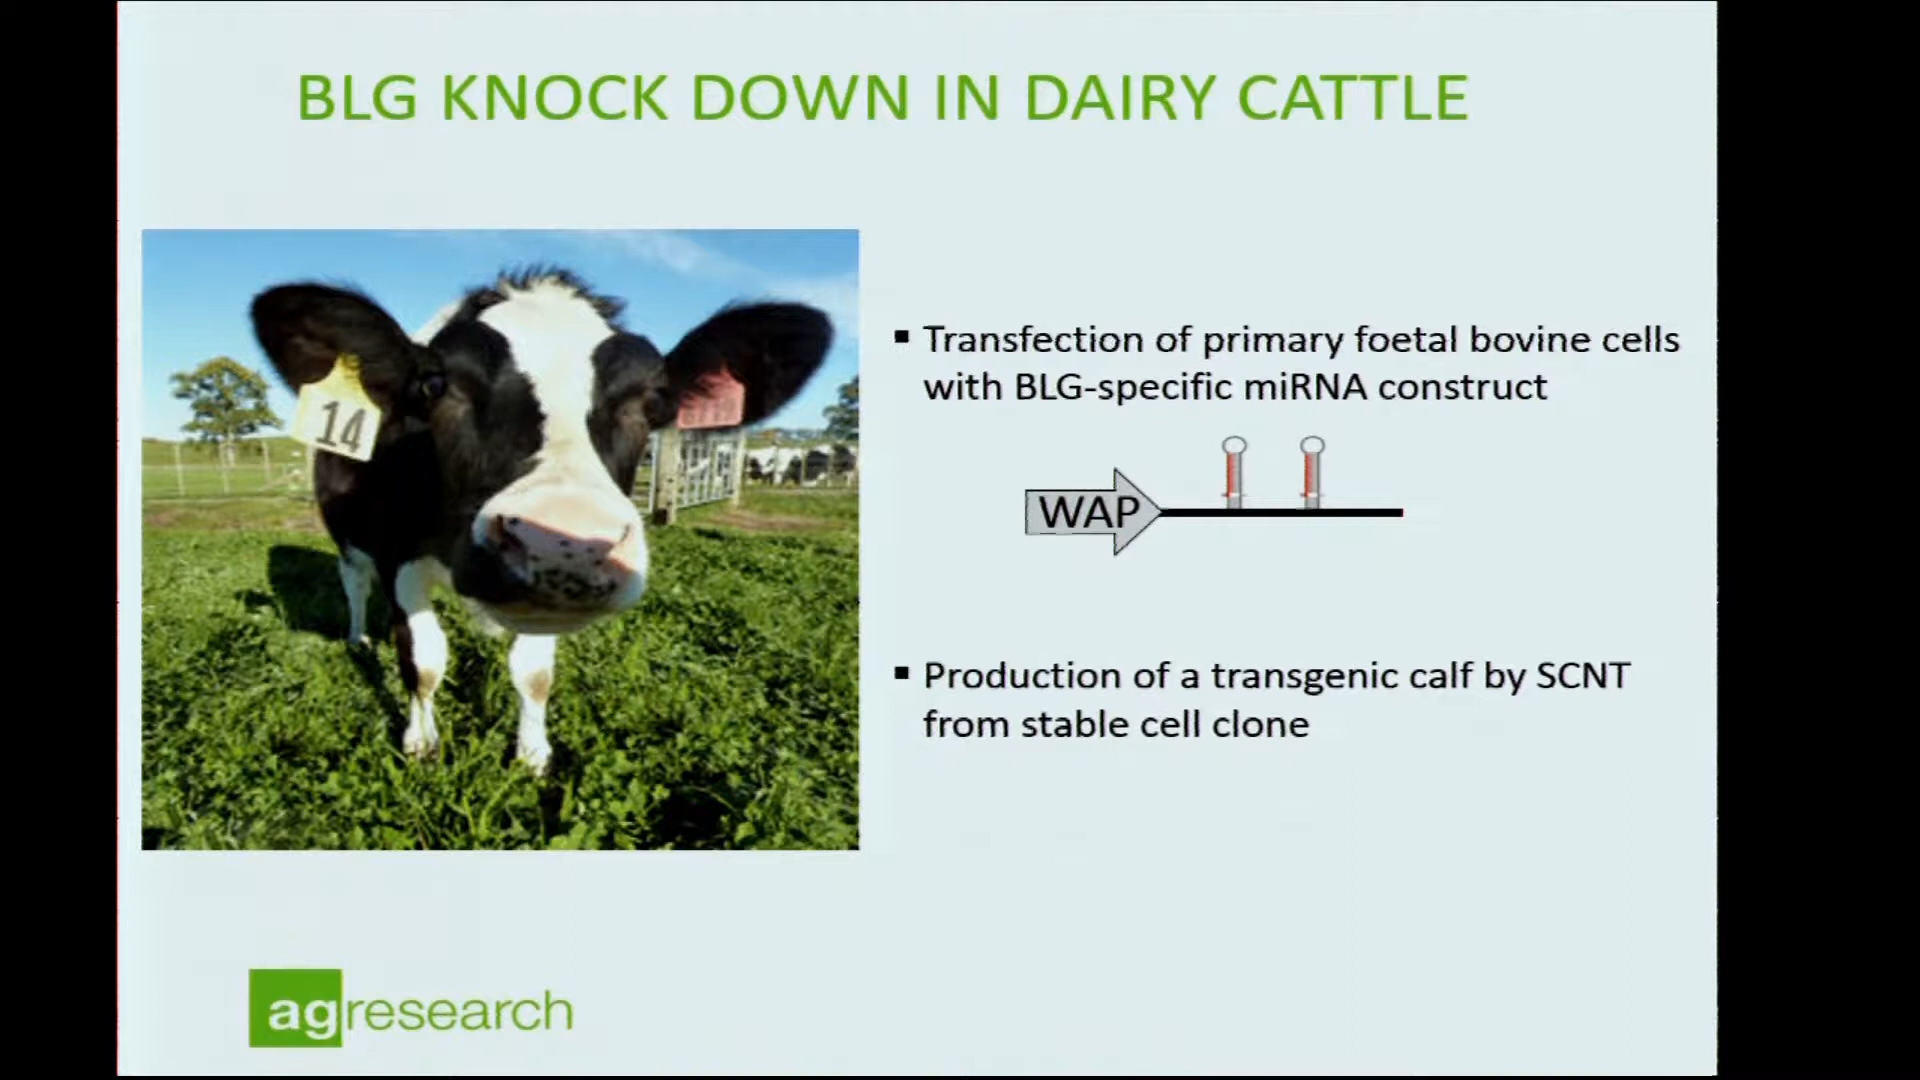 BLG KNOCK DOWN IN DAIRY CATTLE
14
▪ Transfection of primary foetal bovine cells
with BLG-specific miRNA construct
WAP
▪ Production of a transgenic calf by SCNT
from stable cell clone
agresearch